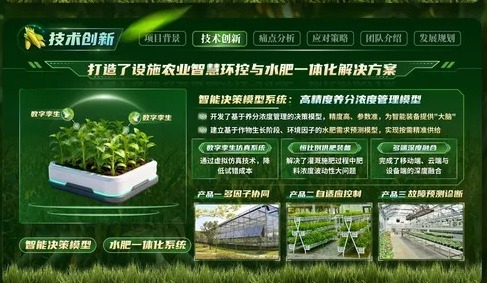 技术创新
项目背景
技术创新
痛点分析
应对策略
团队介绍
发展规划
打造了设施农业智慧环控与水肥一体化解决方案
数字孪生
数字孪生
智能决策模型
水肥一体化系统
智能决策模型系统：高精度养分浓度管理模型
开发了基于养分浓度管理的决策模型，精度高、参数准，为智能装备提供“大脑”
建立基于作物生长阶段、环境因子的水肥需求预测模型，实现按需精准供给
数字孪生仿真系统
通过虚拟仿真技术，降
低试错成本
恒比例供肥装备
解决了灌溉施肥过程中肥
料浓度波动性大问题
多端深度融合
完成了移动端、云端与
设备端的深度融合
产品一 多因子协同
产品二 自适应控制
产品三 故障预测诊断